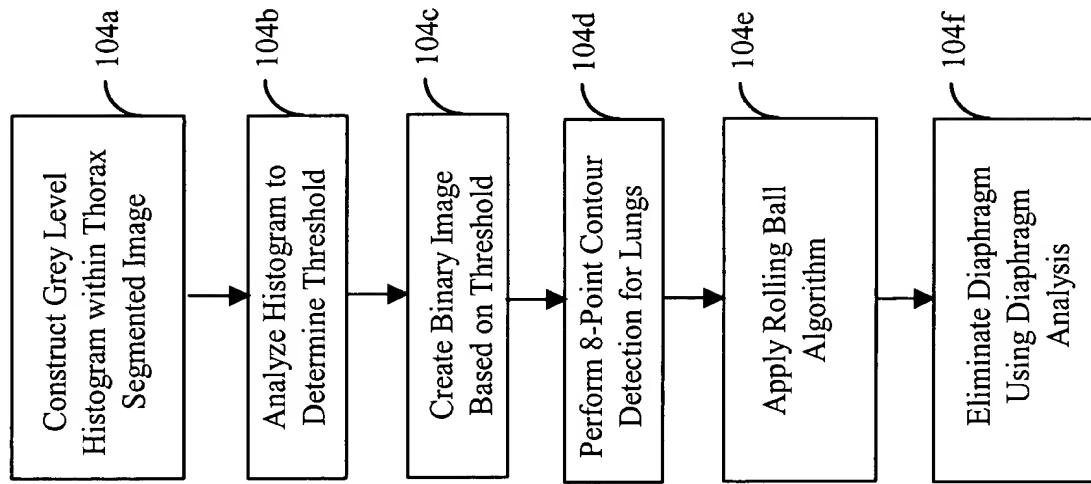 104a
Construct Grey Level
Histogram within Thorax
Segmented Image
104b
Analyze Histogram to
Determine Threshold
104c
Create Binary Image
Based on Threshold
104d
Perform 8-Point Contour
Detection for Lungs
104e
Apply Rolling Ball
Algorithm
104f
Eliminate Diaphragm
Using Diaphragm
Analysis